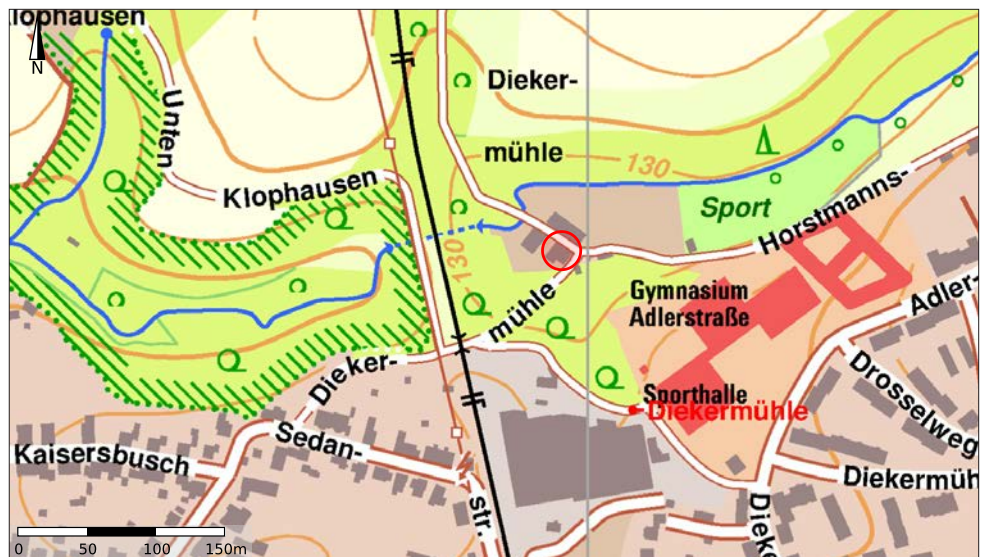 lophausen
N
Unten
Klophausen
Dieker-
mühle
130
Sport
Horstmanns-
130
Gymnasium
Adlerstraße
Adler-
mühle
Dieker-
Sporthalle
Diekermühle
Drosselweg
Kaisersbusch
Sedan-
str.
Diekermüh
Dieke
0 50 100 150m